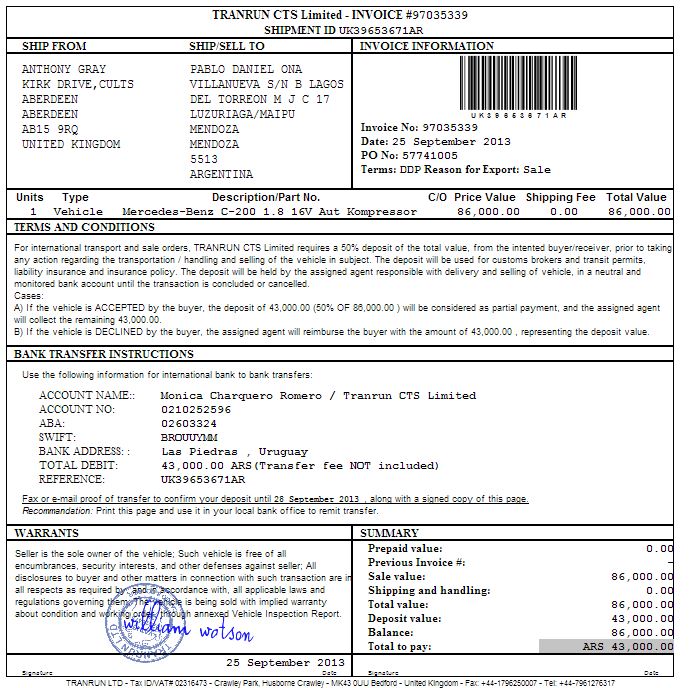 TRANRUN CTS Limited - INVOICE #97035339
SHIPMENT ID UK39653671AR
SHIP FROM
ANTHONY GRAY
KIRK DRIVE,CULTS
ABERDEEN
ABERDEEN
AB15 9RQ
UNITED KINGDOM
SHIP/SELL TO
PABLO DANIEL ONA
VILLANUEVA S/N B LAGOS
DEL TORREON M J C 17
LUZURIAGA/MAIPU
MENDOZA
MENDOZA
5513
ARGENTINA
INVOICE INFORMATION
UK39653671AR
Invoice No: 97035339
Date: 25 September 2013
PO No: 57741005
Terms: DDP Reason for Export: Sale
Units Type Description/Part No. C/O Price Value Shipping Fee Total Value
1 Vehicle Mercedes-Benz C-200 1.8 16V Aut Kompressor 86,000.00 0.00 86,000.00
TERMS AND CONDITIONS
For international transport and sale orders, TRANRUN CTS Limited requires a 50% deposit of the total value, from the intented buyer/receiver, prior to taking
any action regarding the transportation / handling and selling of the vehicle in subject. The deposit will be used for customs brokers and transit permits,
liability insurance and insurance policy. The deposit will be held by the assigned agent responsible with delivery and selling of vehicle, in a neutral and
monitored bank account until the transaction is concluded or cancelled.
Cases:
A) If the vehicle is ACCEPTED by the buyer, the deposit of 43,000.00 (50% OF 86,000.00 ) will be considered as partial payment, and the assigned agent
will collect the remaining 43,000.00.
B) If the vehicle is DECLINED by the buyer, the assigned agent will reimburse the buyer with the amount of 43,000.00 , representing the deposit value.
BANK TRANSFER INSTRUCTIONS
Use the following information for international bank to bank transfers:
ACCOUNT NAME:: Monica Charquero Romero / Tranrun CTS Limited
ACCOUNT NO: 0210252596
ABA: 02603324
SWIFT: BROUUYMM
BANK ADDRESS: : Las Piedras , Uruguay
TOTAL DEBIT: 43,000.00 ARS(Transfer fee NOT included)
REFERENCE: UK39653671AR
Fax or e-mail proof of transfer to confirm your deposit until 28 September 2013 , along with a signed copy of this page.
Recommendation: Print this page and use it in your local bank office to remit transfer.
WARRANTS
Seller is the sole owner of the vehicle; Such vehicle is free of all
encumbrances, security interests, and other defenses against seller; All
disclosures to buyer and other matters in connection with such transaction are in
all respects as required by, and in accordance with, all applicable laws and
regulations governing them. The vehicle is being sold with implied warranty
about condition and working order through annexed Vehicle Inspection Report.
william wotson
25 September 2013
Signature Date
SUMMARY
Prepaid value: 0.00
Previous Invoice #: –
Sale value: 86,000.00
Shipping and handling: 0.00
Total value: 86,000.00
Deposit value: 43,000.00
Balance: 86,000.00
Total to pay: ARS 43,000.00
Signature Date
TRANRUN LTD - Tax ID/VAT# 02316473 - Crawley Park, Husborne Crawley - MK43 0UU Bedford - United Kingdom - Fax: +44-1796250007 - Tel: +44-7961276317